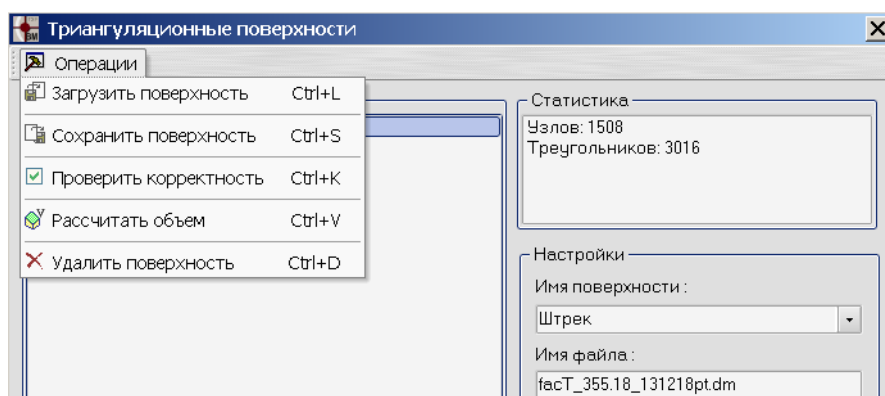 Триангуляционные поверхности
Операции
Загрузить поверхность Ctrl+L
Сохранить поверхность Ctrl+S
Проверить корректность Ctrl+K
Рассчитать объем Ctrl+V
Удалить поверхность Ctrl+D
Статистика
Узлов: 1508
Треугольников: 3016
Настройки
Имя поверхности :
Штрек
Имя файла :
facT_355.18_131218pt.dm